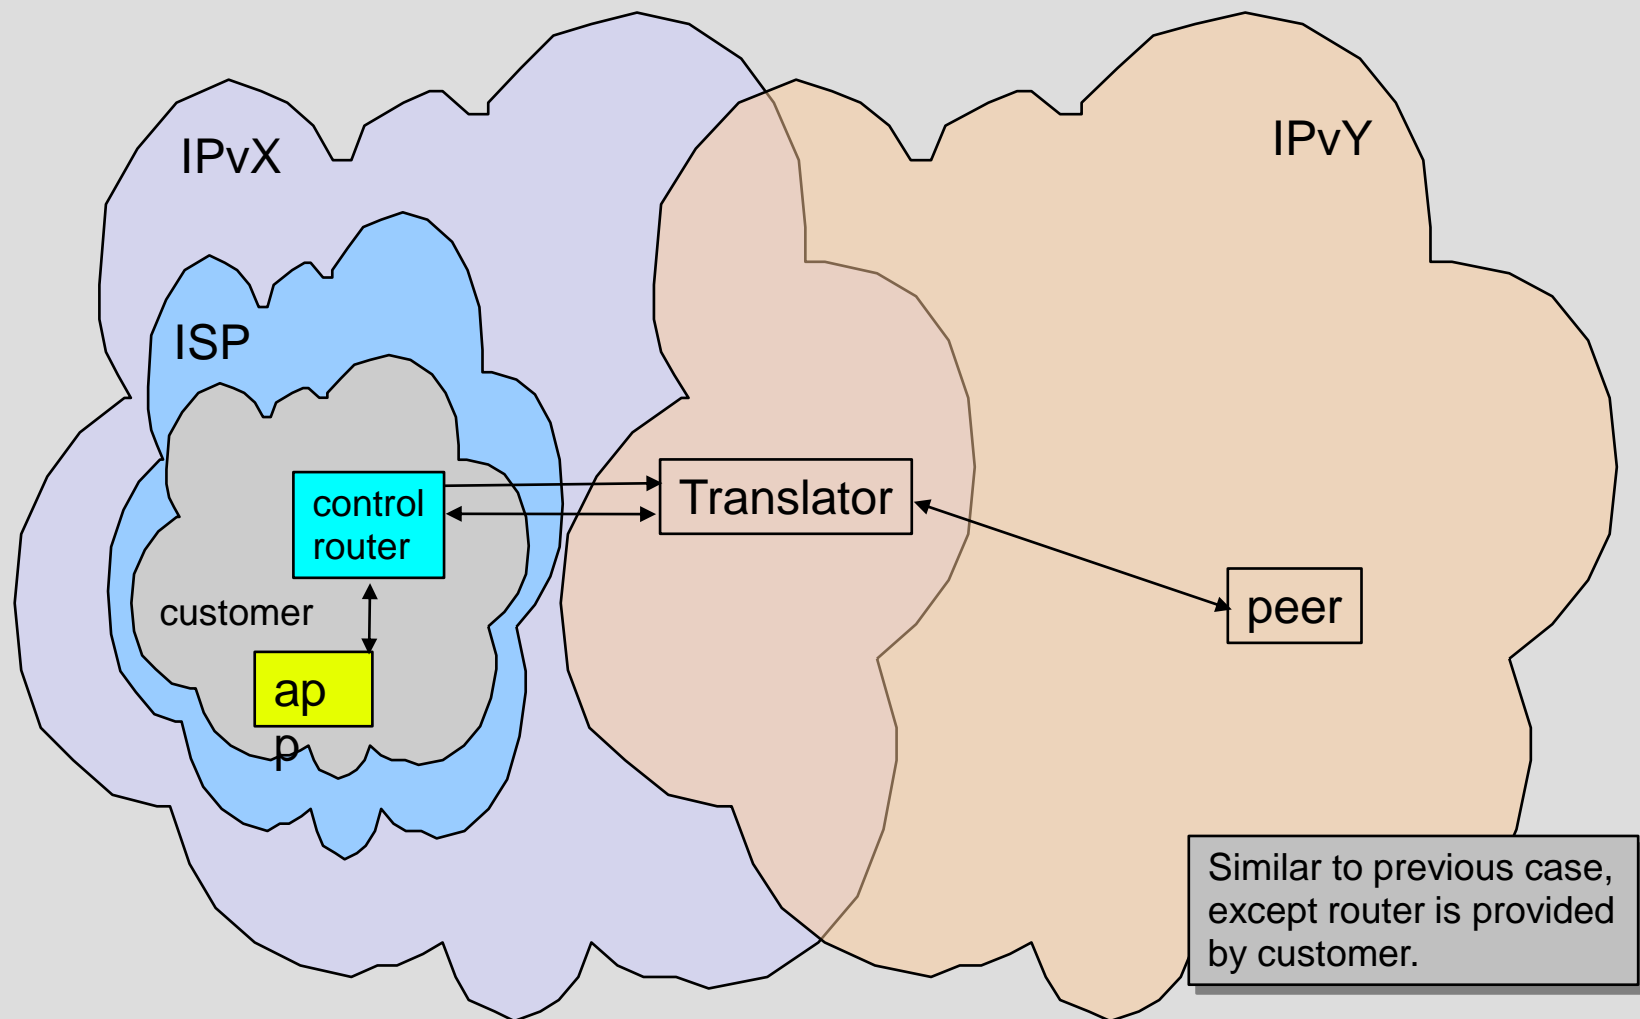 IPvX
IPvY
ISP
control
router
Translator
customer
peer
ap
p
Similar to previous case,
except router is provided
by customer.